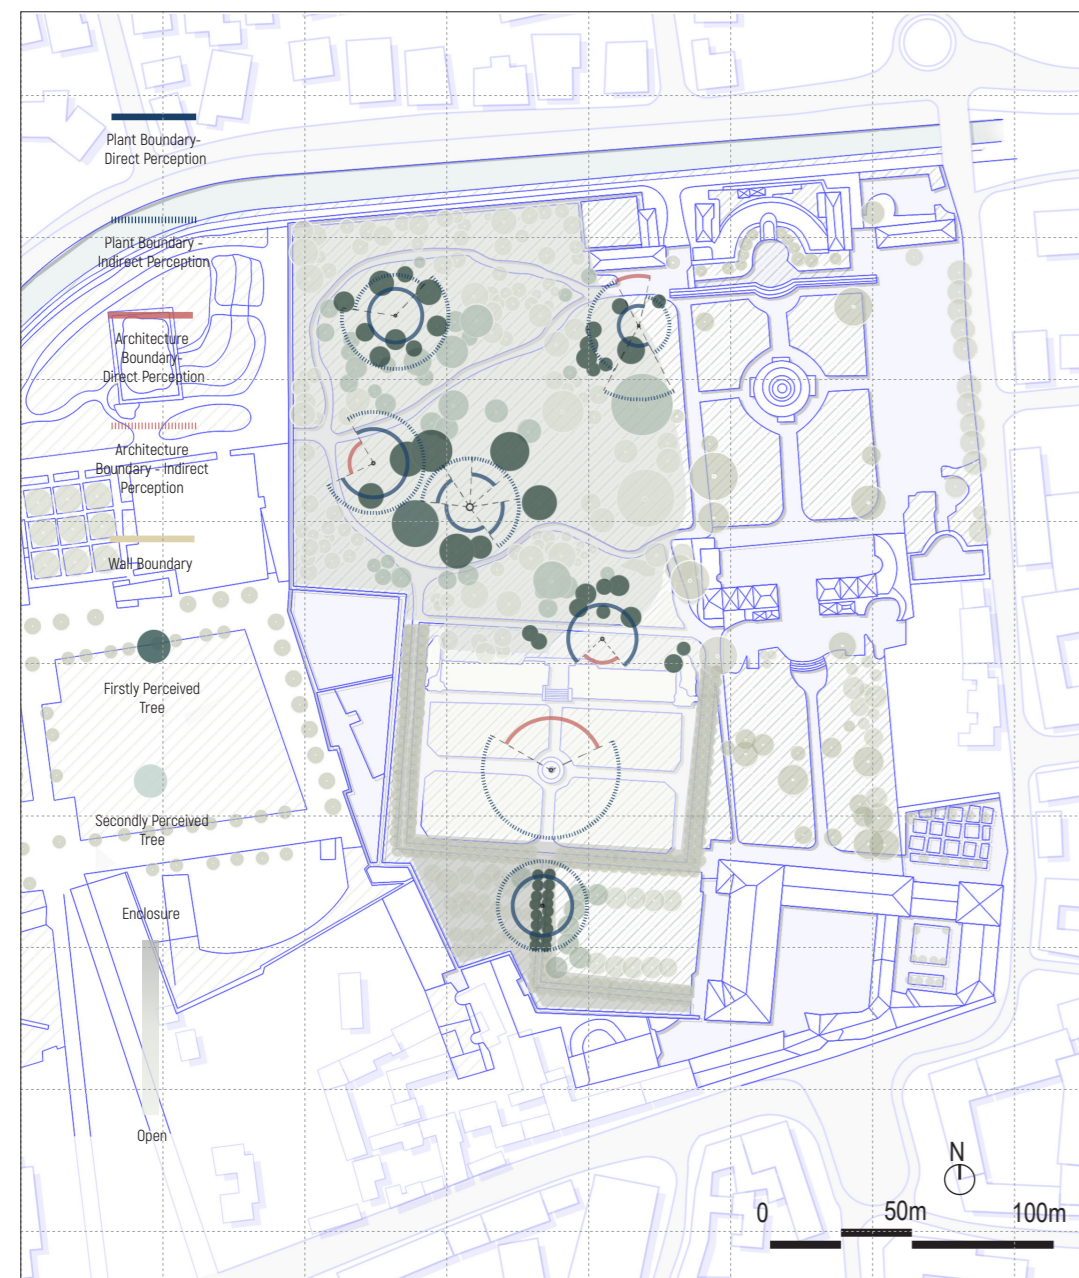 Plant Boundary-
Direct Perception
Plant Boundary -
Indirect Perception
Architecture
Boundary-
Direct Perception
Architecture
Boundary - Indirect
Perception
Wall Boundary
Firstly Perceived
Tree
Secondly Perceived
Tree
Enclosure
Open
N
0 50m 100m